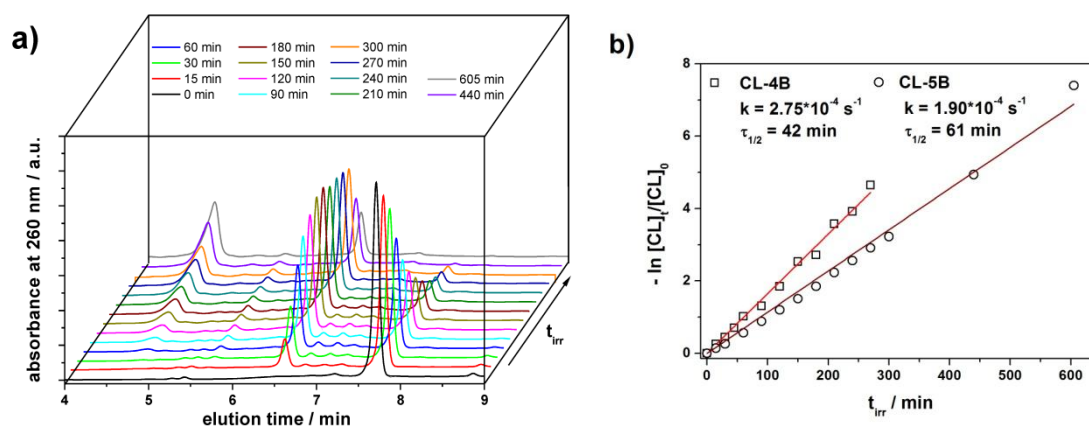 a)
60 min 180 min 300 min
30 min 150 min 270 min
15 min 120 min 240 min 605 min
0 min 90 min 210 min 440 min
absorbance at 260 nm / a.u.
t_irr
4 5 6 7 8 9
elution time / min
b)
CL-4B CL-5B
k = 2.75*10⁻⁴ s⁻¹ k = 1.90*10⁻⁴ s⁻¹
τ_1/2 = 42 min τ_1/2 = 61 min
- ln [CL]_t/[CL]_0
8
6
4
2
0
0 100 200 300 400 500 600
t_irr / min